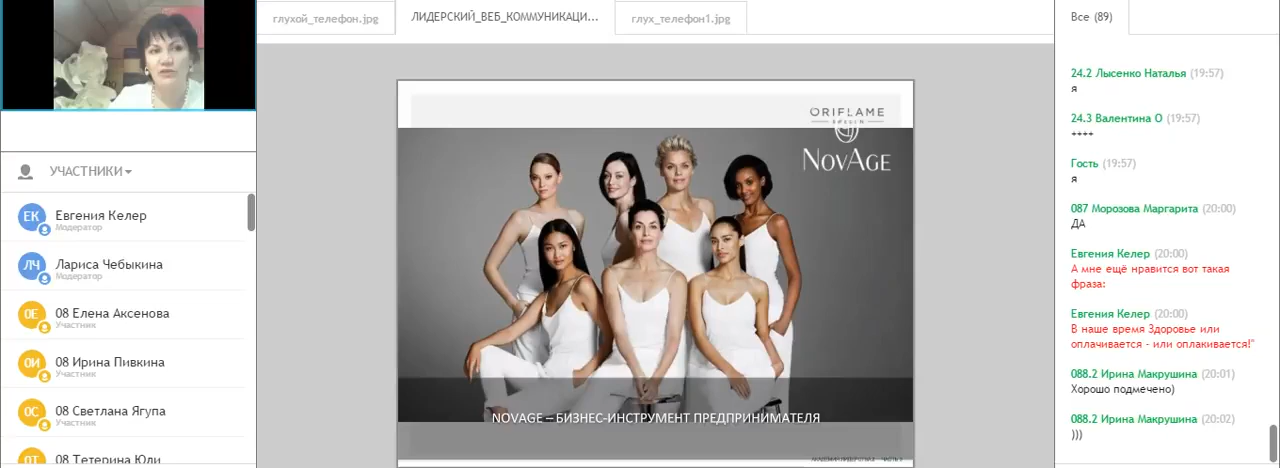 глухой_телефон.jpg
ЛИДЕРСКИЙ_ВЕБ_КОММУНИКАЦИ...
глух_телефон1.jpg
Все (89)
УЧАСТНИКИ
ЕК Евгения Келер
Модератор
ЛЧ Лариса Чебыкина
Модератор
ОЕ 08 Елена Аксенова
Участник
ОИ 08 Ирина Пивкина
Участник
ОС 08 Светлана Ягупа
Участник
ОТ 08 Тетерина Юли
ORIFLAME
SWEDEN
NOVAGE
NOVAGE – БИЗНЕС-ИНСТРУМЕНТ ПРЕДПРИНИМАТЕЛЯ
24.2 Лысенко Наталья (19:57)
я
24.3 Валентина О (19:57)
++++
Гость (19:57)
я
087 Морозова Маргарита (20:00)
ДА
Евгения Келер (20:00)
А мне ещё нравится вот такая
фраза:
Евгения Келер (20:00)
В наше время Здоровье или
оплачивается - или оплакивается!"
088.2 Ирина Макрушина (20:01)
Хорошо подмечено)
088.2 Ирина Макрушина (20:02)
)))